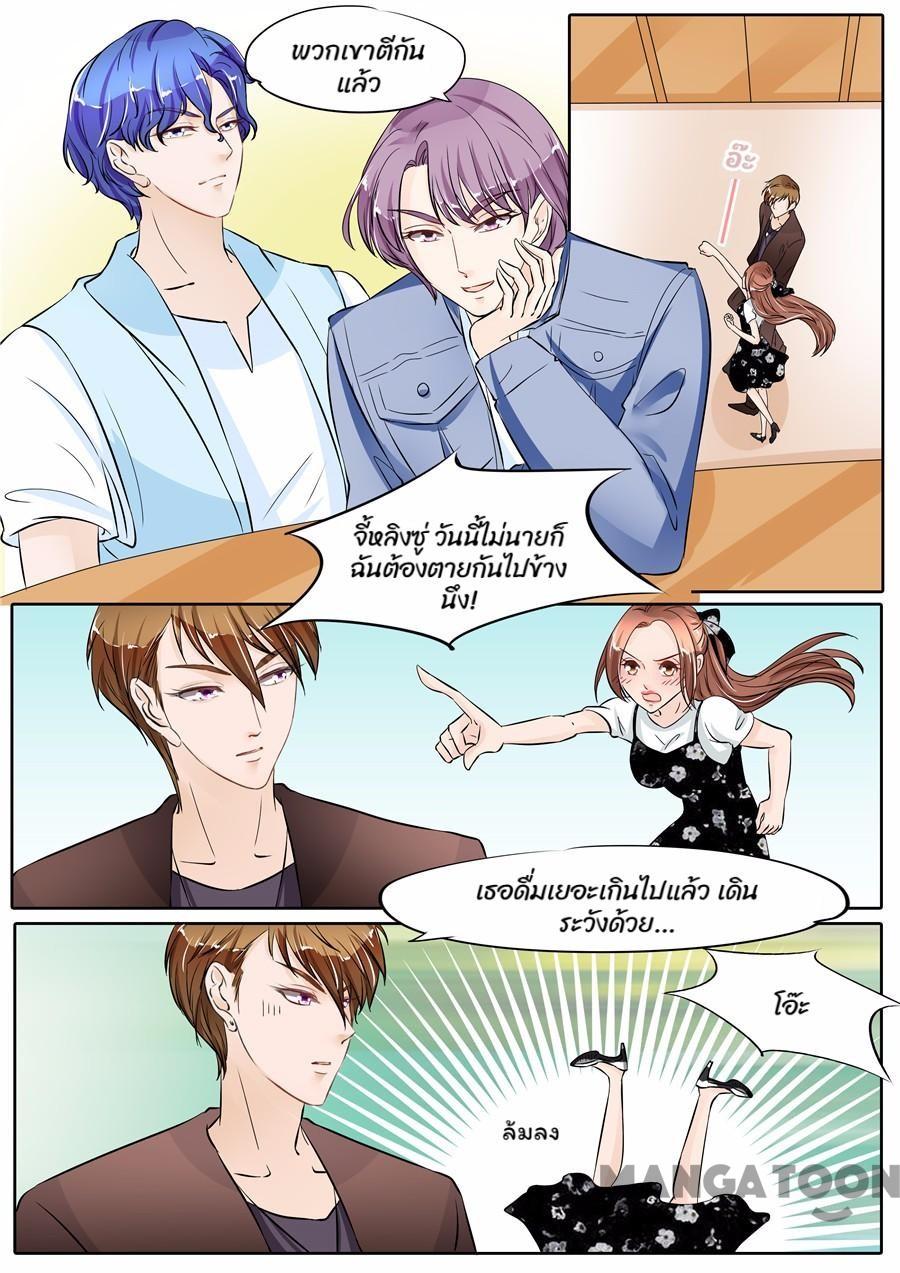 พวกเขาตีกัน
แล้ว
อ๊ะ
จี้หลิงซู่ วันนี้ไม่นายก็
ฉันต้องตายกันไปข้าง
นึง!
เธอดื่มเยอะเกินไปแล้ว เดิน
ระวังด้วย...
โอ๊ะ
ล้มลง
MANGA TOON